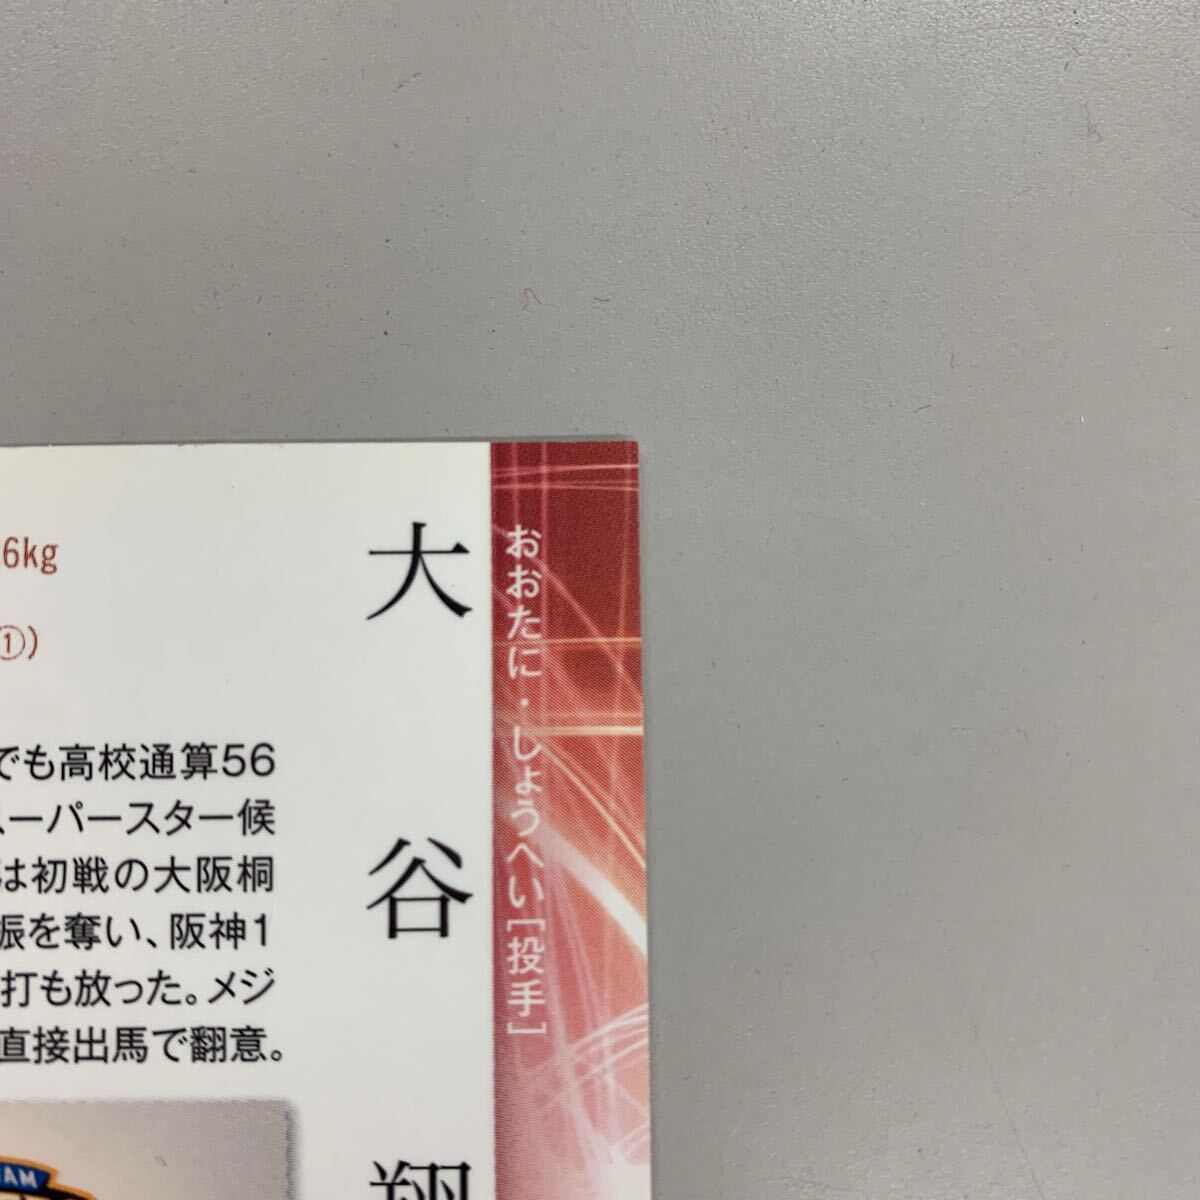 おおたに・しょうへい[投手]
大谷翔
6kg
①)
でも高校通算56
スーパースター候
は初戦の大阪桐
振を奪い、阪神1
打も放った。メジ
直接出馬で翻意。